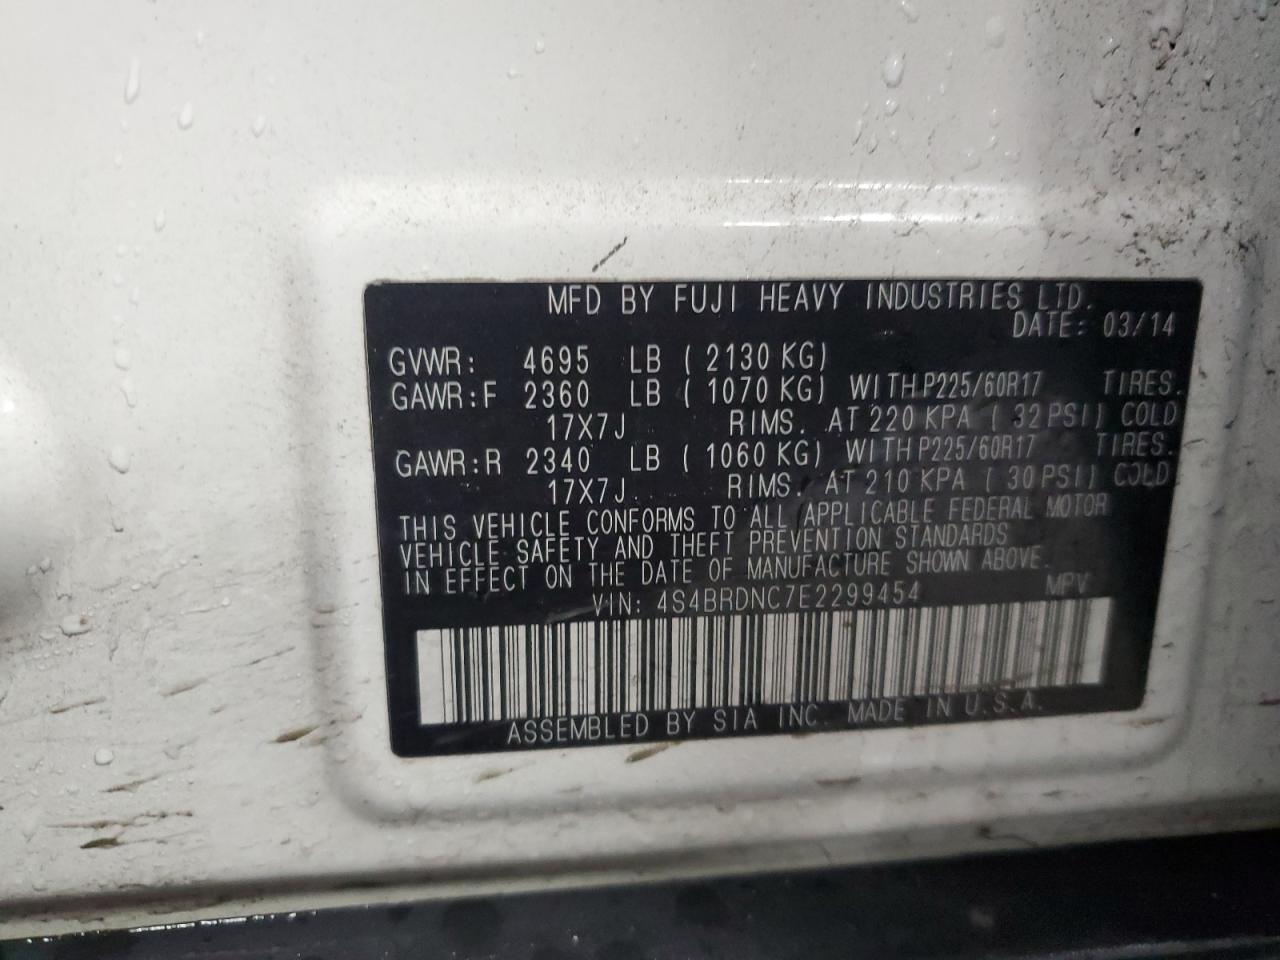 MFD BY FUJI HEAVY INDUSTRIES LTD.
DATE: 03/14
GVWR: 4695 LB ( 2130 KG)
GAWR:F 2360 LB ( 1070 KG) WITH P225/60R17 TIRES.
17X7J RIMS. AT 220 KPA ( 32 PSI) COLD
GAWR:R 2340 LB ( 1060 KG) WITH P225/60R17 TIRES.
17X7J RIMS. AT 210 KPA ( 30 PSI) COLD
THIS VEHICLE CONFORMS TO ALL APPLICABLE FEDERAL MOTOR
VEHICLE SAFETY AND THEFT PREVENTION STANDARDS
IN EFFECT ON THE DATE OF MANUFACTURE SHOWN ABOVE.
VIN: 4S4BRDNC7E2299454 MPV
ASSEMBLED BY SIA INC. MADE IN U.S.A.